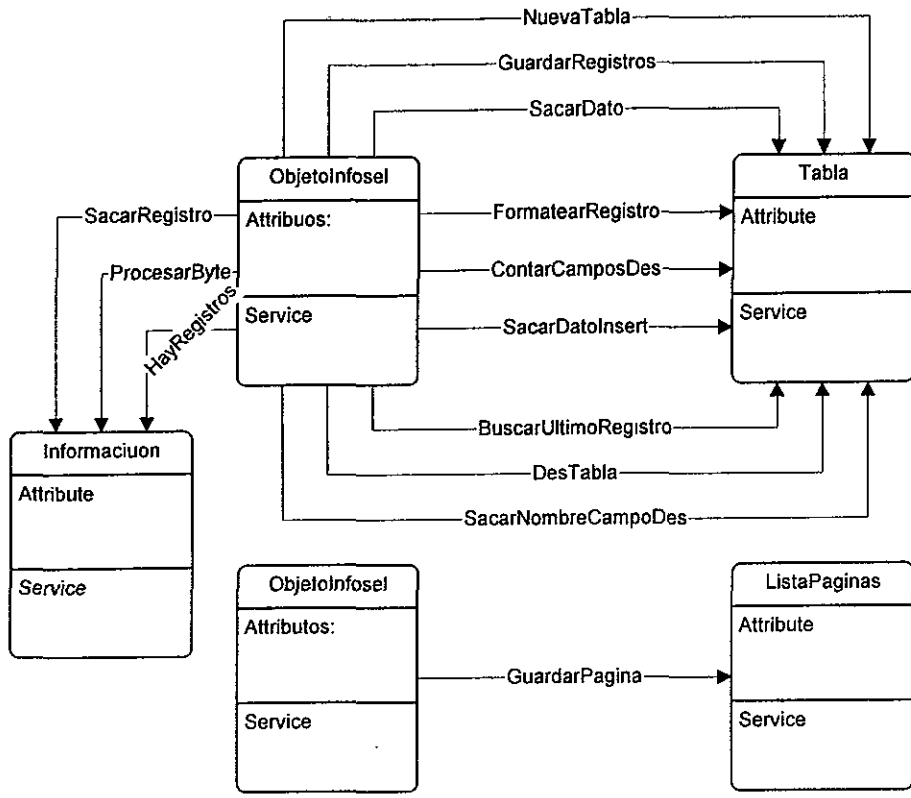 NuevaTabla
GuardarRegistros
SacarDato
ObjetoInfosel
Tabla
Attribuos:
Attribute
SacarRegistro
FormatearRegistro
ProcesarByte
ContarCamposDes
HayRegistros
Service
SacarDatoInsert
Service
BuscarUltimoRegistro
Informaciuon
DesTabla
Attribute
SacarNombreCampoDes
Service
ObjetoInfosel
ListaPaginas
Attributos:
Attribute
GuardarPagina
Service
Service